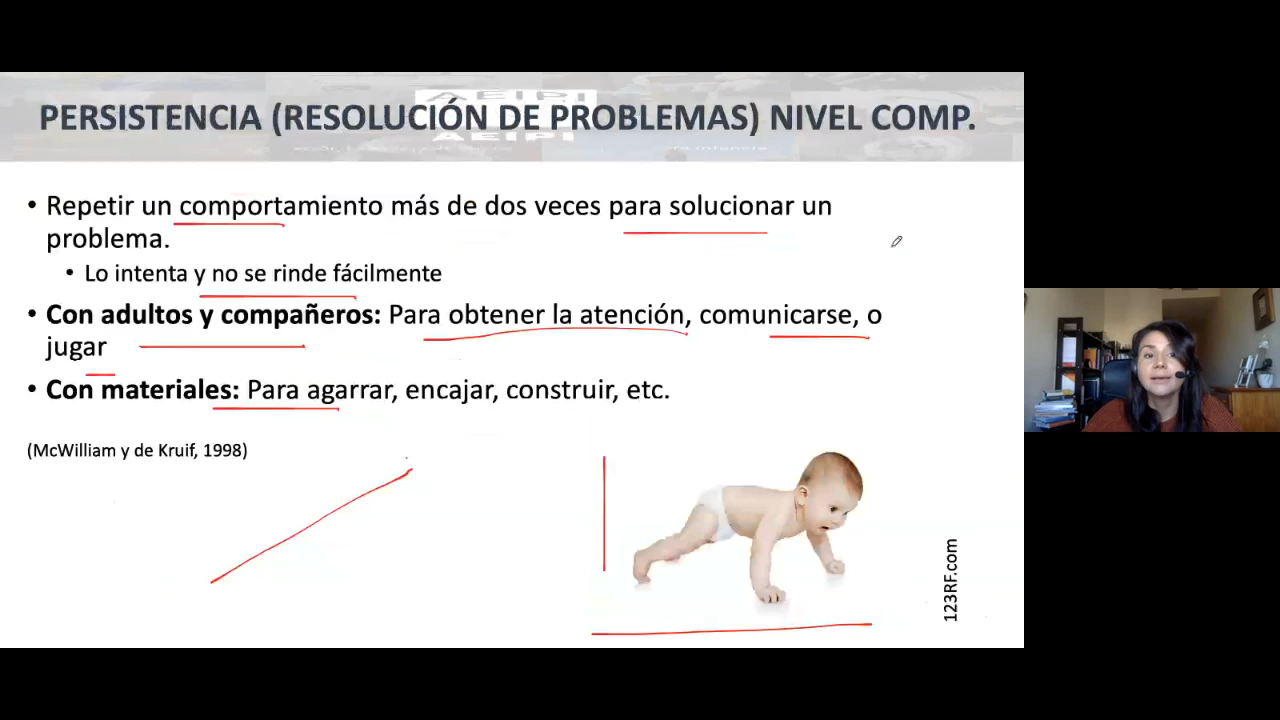 AEIPI
PERSISTENCIA (RESOLUCIÓN DE PROBLEMAS) NIVEL COMP.
AEIPI
• Repetir un comportamiento más de dos veces para solucionar un
problema.
• Lo intenta y no se rinde fácilmente
• Con adultos y compañeros: Para obtener la atención, comunicarse, o
jugar
• Con materiales: Para agarrar, encajar, construir, etc.
(McWilliam y de Kruif, 1998)
123RF.com